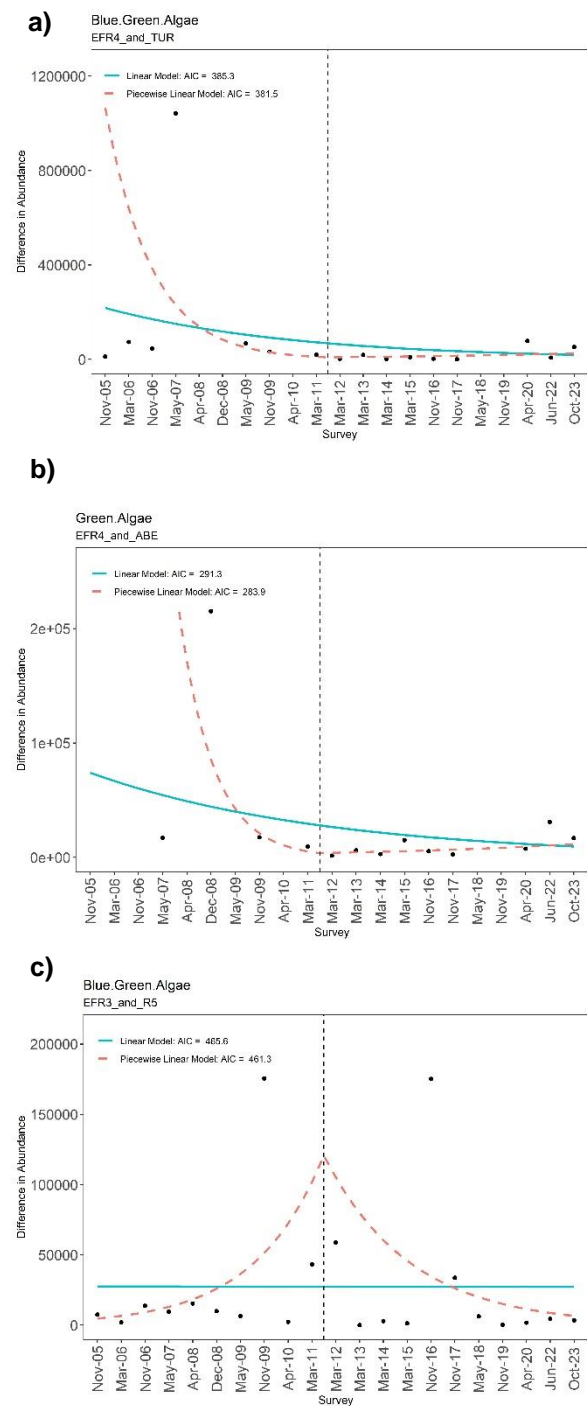 a)
Blue.Green.Algae
EFR4_and_TUR
Linear Model: AIC = 385.3
Piecewise Linear Model: AIC = 381.5
1200000
800000
400000
0
Difference in Abundance
Nov-05
Mar-06
Nov-06
May-07
Apr-08
Dec-08
May-09
Nov-09
Apr-10
Mar-11
Mar-12
Mar-13
Mar-14
Mar-15
Nov-16
Nov-17
May-18
Nov-19
Apr-20
Jun-22
Oct-23
Survey
b)
Green.Algae
EFR4_and_ABE
Linear Model: AIC = 291.3
Piecewise Linear Model: AIC = 283.9
2e+05
1e+05
0e+00
Difference in Abundance
Nov-05
Mar-06
Nov-06
May-07
Apr-08
Dec-08
May-09
Nov-09
Apr-10
Mar-11
Mar-12
Mar-13
Mar-14
Mar-15
Nov-16
Nov-17
May-18
Nov-19
Apr-20
Jun-22
Oct-23
Survey
c)
Blue.Green.Algae
EFR3_and_R5
Linear Model: AIC = 465.6
Piecewise Linear Model: AIC = 461.3
200000
150000
100000
50000
0
Difference in Abundance
Nov-05
Mar-06
Nov-06
May-07
Apr-08
Dec-08
May-09
Nov-09
Apr-10
Mar-11
Mar-12
Mar-13
Mar-14
Mar-15
Nov-16
Nov-17
May-18
Nov-19
Apr-20
Jun-22
Oct-23
Survey